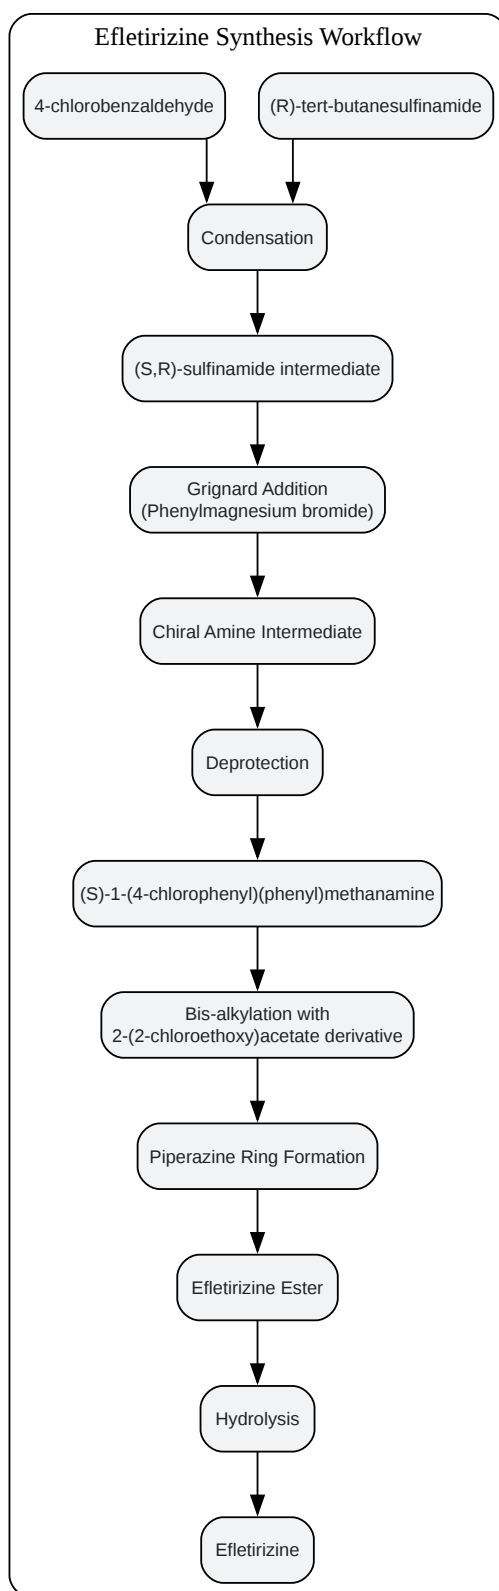 Efletirizine Synthesis Workflow
4-chlorobenzaldehyde
(R)-tert-butanesulfinamide
Condensation
(S,R)-sulfinamide intermediate
Grignard Addition
(Phenylmagnesium bromide)
Chiral Amine Intermediate
Deprotection
(S)-1-(4-chlorophenyl)(phenyl)methanamine
Bis-alkylation with
2-(2-chloroethoxy)acetate derivative
Piperazine Ring Formation
Efletirizine Ester
Hydrolysis
Efletirizine